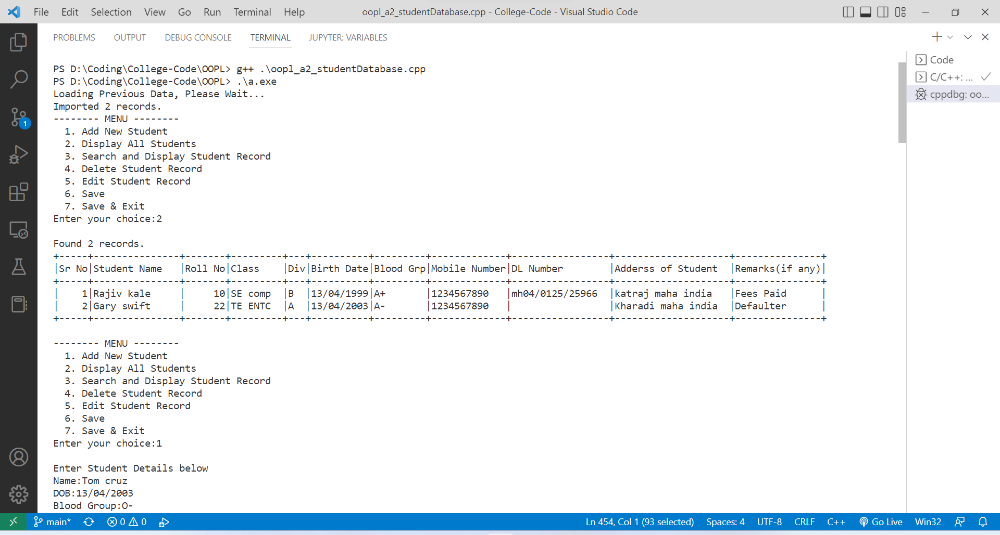 File Edit Selection View Go Run Terminal Help oopl_a2_studentDatabase.cpp - College-Code - Visual Studio Code
PROBLEMS OUTPUT DEBUG CONSOLE TERMINAL JUPYTER: VARIABLES
PS D:\Coding\College-Code\OOPL> g++ .\oopl_a2_studentDatabase.cpp
PS D:\Coding\College-Code\OOPL> .\a.exe
Loading Previous Data, Please Wait...
Imported 2 records.
-------- MENU --------
  1. Add New Student
  2. Display All Students
  3. Search and Display Student Record
  4. Delete Student Record
  5. Edit Student Record
  6. Save
  7. Save & Exit
Enter your choice:2
Found 2 records.
+-----+---------------+-------+---------+---+----------+---------+-------------+-----------------+--------------------+---------------+
|Sr No|Student Name   |Roll No|Class    |Div|Birth Date|Blood Grp|Mobile Number|DL Number        |Adderss of Student  |Remarks(if any)|
+-----+---------------+-------+---------+---+----------+---------+-------------+-----------------+--------------------+---------------+
|    1|Rajiv kale     |     10|SE comp  |B  |13/04/1999|A+       |1234567890   |mh04/0125/25966  |katraj maha india   |Fees Paid      |
|    2|Gary swift     |     22|TE ENTC  |A  |13/04/2003|A-       |1234567890   |                 |Kharadi maha india  |Defaulter      |
+-----+---------------+-------+---------+---+----------+---------+-------------+-----------------+--------------------+---------------+
-------- MENU --------
  1. Add New Student
  2. Display All Students
  3. Search and Display Student Record
  4. Delete Student Record
  5. Edit Student Record
  6. Save
  7. Save & Exit
Enter your choice:1
Enter Student Details below
Name:Tom cruz
DOB:13/04/2003
Blood Group:O-
Code
C/C++: ...
cppdbg: oo...
1
main* 0 0 Ln 454, Col 1 (93 selected) Spaces: 4 UTF-8 CRLF C++ Go Live Win32